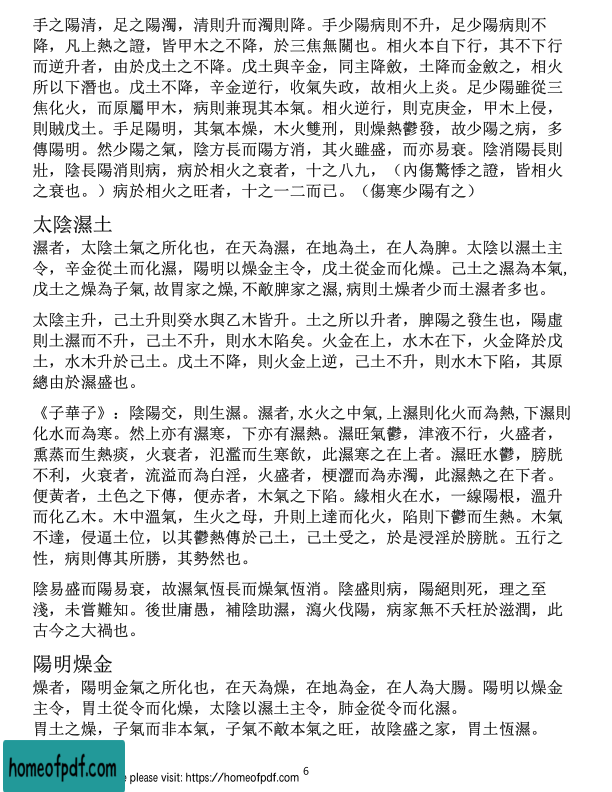 手之陽清，足之陽濁，清則升而濁則降。手少陽病則不升，足少陽病則不
降，凡上熱之證，皆甲木之不降，於三焦無關也。相火本自下行，其不下行
而逆升者，由於戊土之不降。戊土與辛金，同主降斂，土降而金斂之，相火
所以下潛也。戊土不降，辛金逆行，收氣失政，故相火上炎。足少陽雖從三
焦化火，而原屬甲木，病則兼現其本氣。相火逆行，則克庚金，甲木上侵，
則賊戊土。手足陽明，其氣本燥，木火雙刑，則燥熱鬱發，故少陽之病，多
傳陽明。然少陽之氣，陰方長而陽方消，其火雖盛，而亦易衰。陰消陽長則
壯，陰長陽消則病，病於相火之衰者，十之八九，（內傷驚悸之證，皆相火
之衰也。）病於相火之旺者，十之一二而已。（傷寒少陽有之）
太陰濕土
濕者，太陰土氣之所化也，在天為濕，在地為土，在人為脾。太陰以濕土主
令，辛金從土而化濕，陽明以燥金主令，戊土從金而化燥。己土之濕為本氣，
戊土之燥為子氣，故胃家之燥，不敵脾家之濕，病則土燥者少而土濕者多也。
太陰主升，己土升則癸水與乙木皆升。土之所以升者，脾陽之發生也，陽虛
則土濕而不升，己土不升，則水木陷矣。火金在上，水木在下，火金降於戊
土，水木升於己土。戊土不降，則火金上逆，己土不升，則水木下陷，其原
總由於濕盛也。
《子華子》：陰陽交，則生濕。濕者，水火之中氣，上濕則化火而為熱，下濕則
化水而為寒。然上亦有濕寒，下亦有濕熱。濕旺氣鬱，津液不行，火盛者，
熏蒸而生熱痰，火衰者，氾濫而生寒飲，此濕寒之在上者。濕旺水鬱，膀胱
不利，火衰者，流溢而為白淫，火盛者，梗澀而為赤濁，此濕熱之在下者。
便黃者，土色之下傳，便赤者，木氣之下陷。緣相火在水，一線陽根，溫升
而化乙木。木中溫氣，生火之母，升則上達而化火，陷則下鬱而生熱。木氣
不達，侵逼土位，以其鬱熱傳於己土，己土受之，於是浸淫於膀胱。五行之
性，病則傳其所勝，其勢然也。
陰易盛而陽易衰，故濕氣恆長而燥氣恆消。陰盛則病，陽絕則死，理之至
淺，未嘗難知。後世庸愚，補陰助濕，瀉火伐陽，病家無不夭枉於滋潤，此
古今之大禍也。
陽明燥金
燥者，陽明金氣之所化也，在天為燥，在地為金，在人為大腸。陽明以燥金
主令，胃土從令而化燥，太陰以濕土主令，肺金從令而化濕。
胃土之燥，子氣而非本氣，子氣不敵本氣之旺，故陰盛之家，胃土恆濕。
6
homeofpdf.com
please visit: https://homeofpdf.com